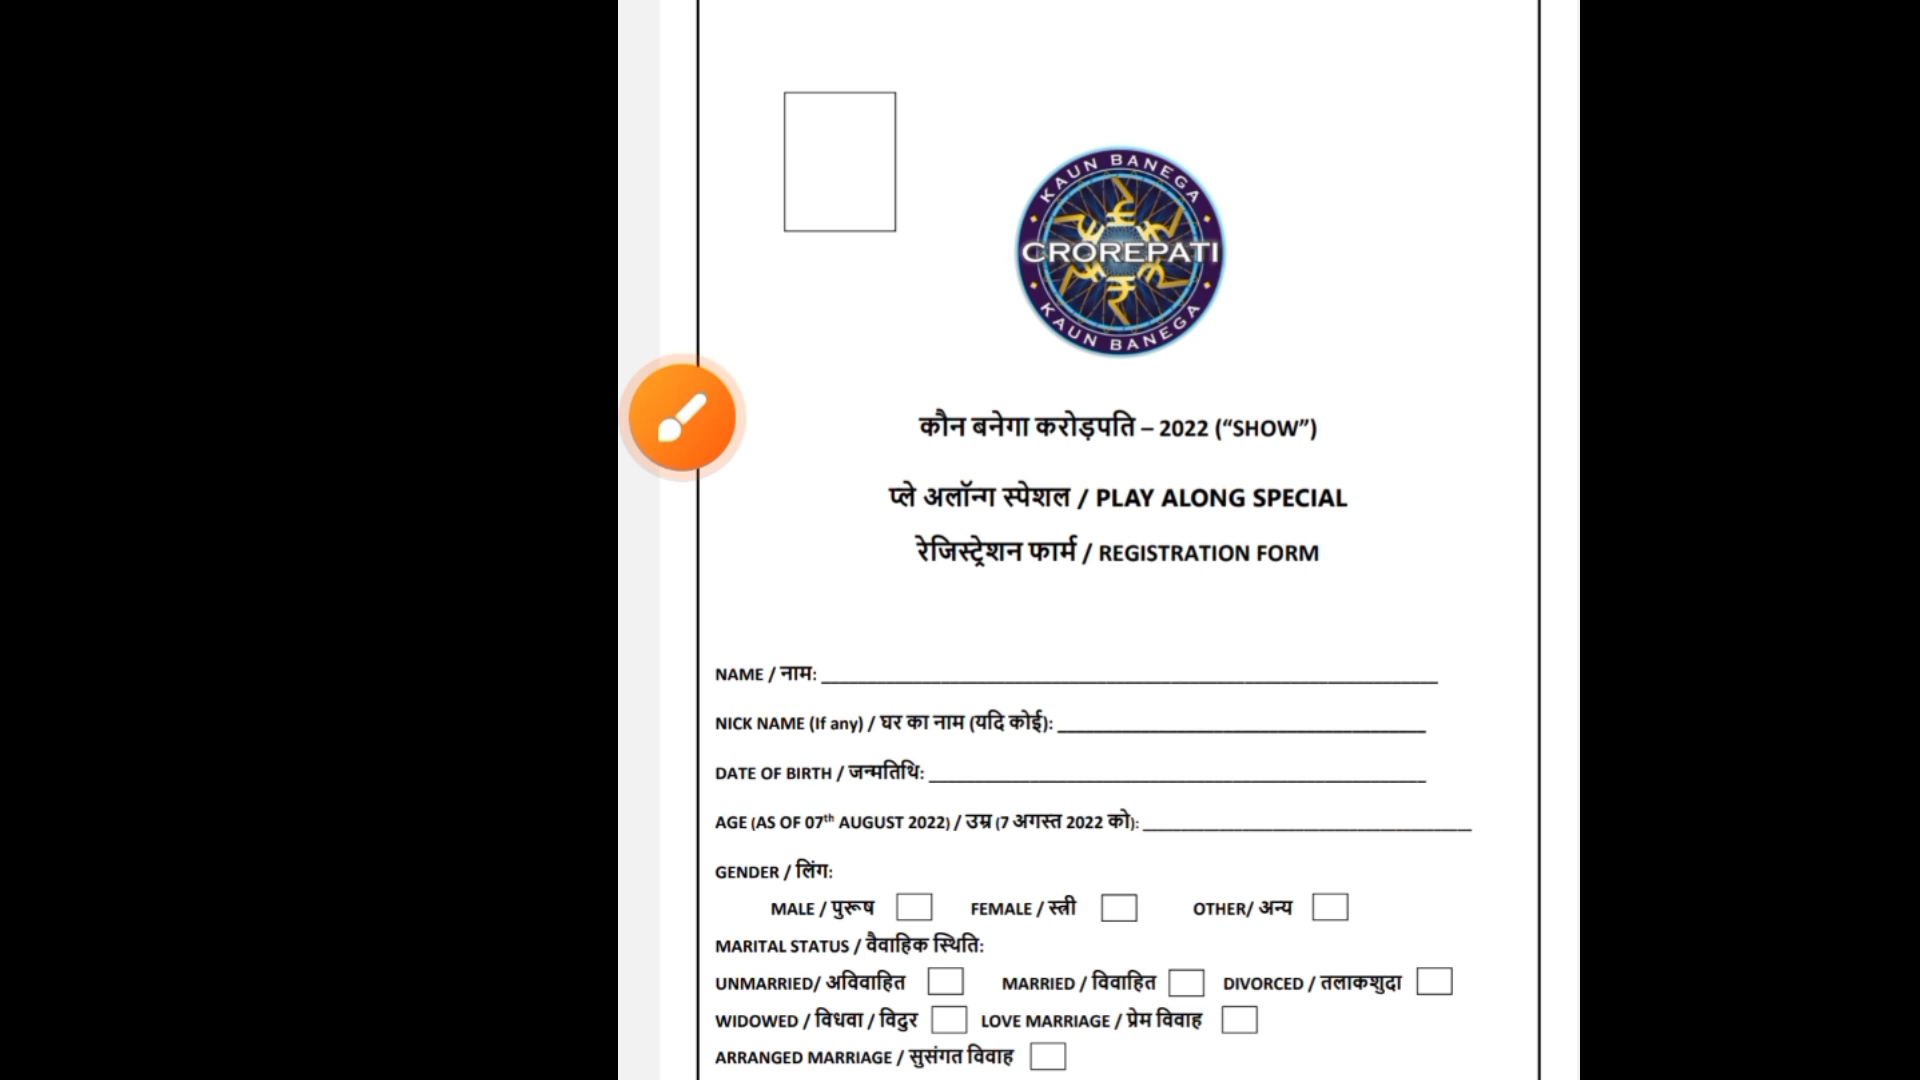 KAUN BANEGA
CROREPATI
KAUN BANEGA
कौन बनेगा करोड़पति – 2022 (“SHOW”)
प्ले अलॉन्ग स्पेशल / PLAY ALONG SPECIAL
रेजिस्ट्रेशन फार्म / REGISTRATION FORM
NAME / नाम:
NICK NAME (If any) / घर का नाम (यदि कोई):
DATE OF BIRTH / जन्मतिथि:
AGE (AS OF 07th AUGUST 2022) / उम्र (7 अगस्त 2022 को):
GENDER / लिंग:
MALE / पुरूष FEMALE / स्त्री OTHER/ अन्य
MARITAL STATUS / वैवाहिक स्थिति:
UNMARRIED/ अविवाहित MARRIED / विवाहित DIVORCED / तलाकशुदा
WIDOWED / विधवा / विदुर LOVE MARRIAGE / प्रेम विवाह
ARRANGED MARRIAGE / सुसंगत विवाह